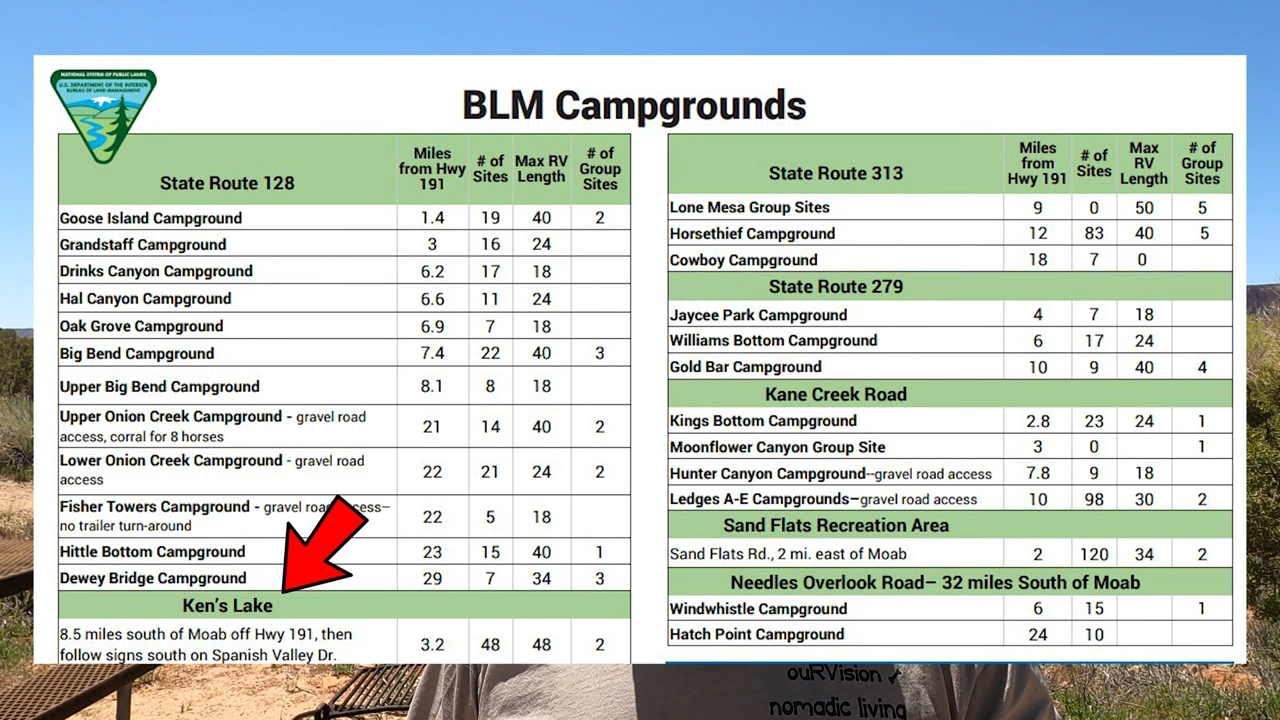 NATIONAL SYSTEM OF PUBLIC LANDS
U.S. DEPARTMENT OF THE INTERIOR
BUREAU OF LAND MANAGEMENT
BLM Campgrounds
State Route 128 Miles from Hwy 191 # of Sites Max RV Length # of Group Sites
Goose Island Campground 1.4 19 40 2
Grandstaff Campground 3 16 24
Drinks Canyon Campground 6.2 17 18
Hal Canyon Campground 6.6 11 24
Oak Grove Campground 6.9 7 18
Big Bend Campground 7.4 22 40 3
Upper Big Bend Campground 8.1 8 18
Upper Onion Creek Campground - gravel road
access, corral for 8 horses 21 14 40 2
Lower Onion Creek Campground - gravel road
access 22 21 24 2
Fisher Towers Campground - gravel
no trailer turn-around 22 5 18
Hittle Bottom Campground 23 15 40 1
Dewey Bridge Campground 29 7 34 3
Ken's Lake
8.5 miles south of Moab off Hwy 191, then
follow signs south on Spanish Valley Dr. 3.2 48 48 2
State Route 313 Miles from Hwy 191 # of Sites Max RV Length # of Group Sites
Lone Mesa Group Sites 9 0 50 5
Horsethief Campground 12 83 40 5
Cowboy Campground 18 7 0
State Route 279
Jaycee Park Campground 4 7 18
Williams Bottom Campground 6 17 24
Gold Bar Campground 10 9 40 4
Kane Creek Road
Kings Bottom Campground 2.8 23 24 1
Moonflower Canyon Group Site 3 0 1
Hunter Canyon Campground--gravel road access 7.8 9 18
Ledges A-E Campgrounds–gravel road access 10 98 30 2
Sand Flats Recreation Area
Sand Flats Rd., 2 mi. east of Moab 2 120 34 2
Needles Overlook Road– 32 miles South of Moab
Windwhistle Campground 6 15 1
Hatch Point Campground 24 10
ouRVision
nomadic living